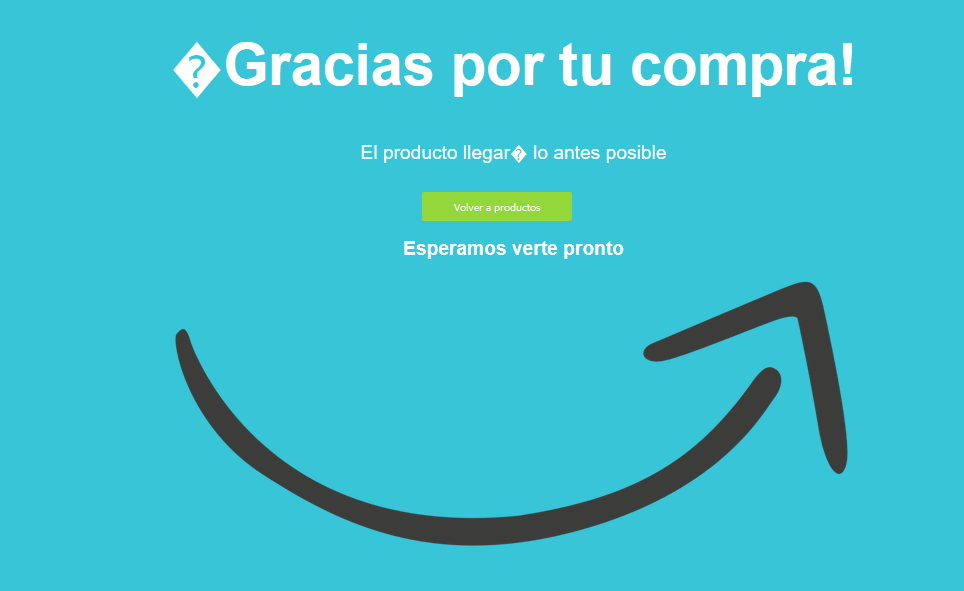 �Gracias por tu compra!
El producto llegar� lo antes posible
Volver a productos
Esperamos verte pronto